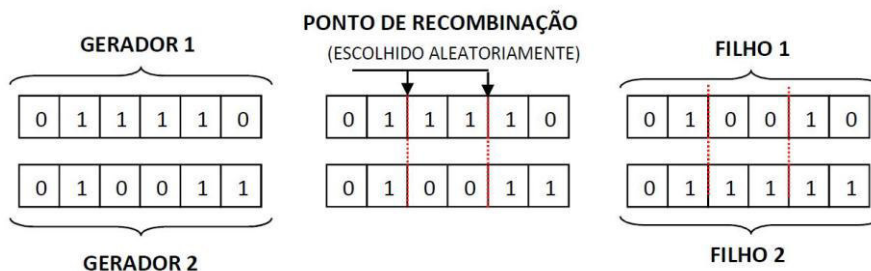 PONTO DE RECOMBINAÇÃO
GERADOR 1
(ESCOLHIDO ALEATORIAMENTE)
FILHO 1
0 1 1 1 1 0
0 1 1 1 1 0
0 1 0 0 1 0
0 1 0 0 1 1
0 1 0 0 1 1
0 1 1 1 1 1
GERADOR 2
FILHO 2